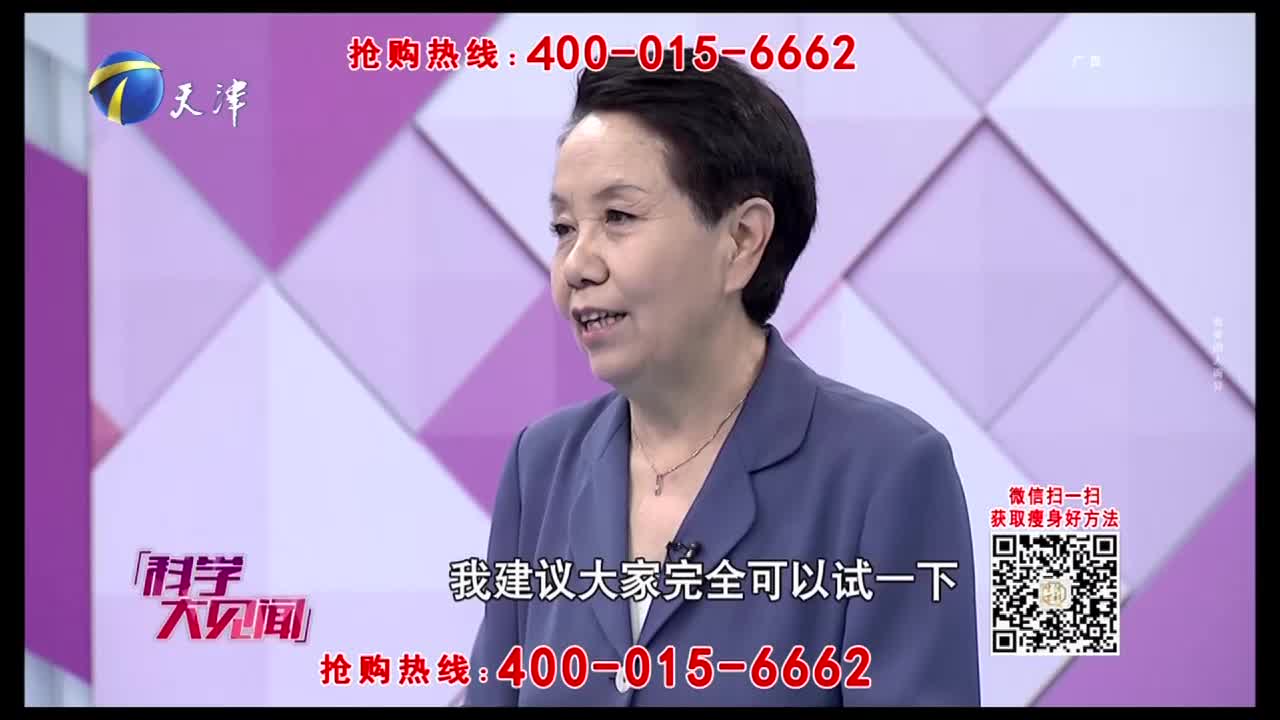 抢购热线:400-015-6662
天津
广告
微信扫一扫
获取瘦身好方法
「科学
大见闻」
我建议大家完全可以试一下
抢购热线:400-015-6662